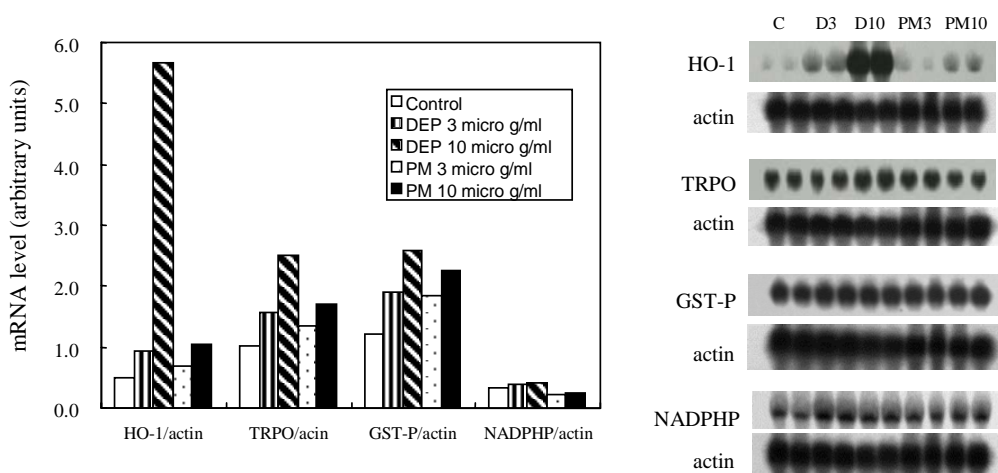 mRNA level (arbitrary units)
6.0
5.0
4.0
3.0
2.0
1.0
0.0
Control
DEP 3 micro g/ml
DEP 10 micro g/ml
PM 3 micro g/ml
PM 10 micro g/ml
HO-1/actin
TRPO/acin
GST-P/actin
NADPHP/actin
C D3 D10 PM3 PM10
HO-1
actin
TRPO
actin
GST-P
actin
NADPHP
actin